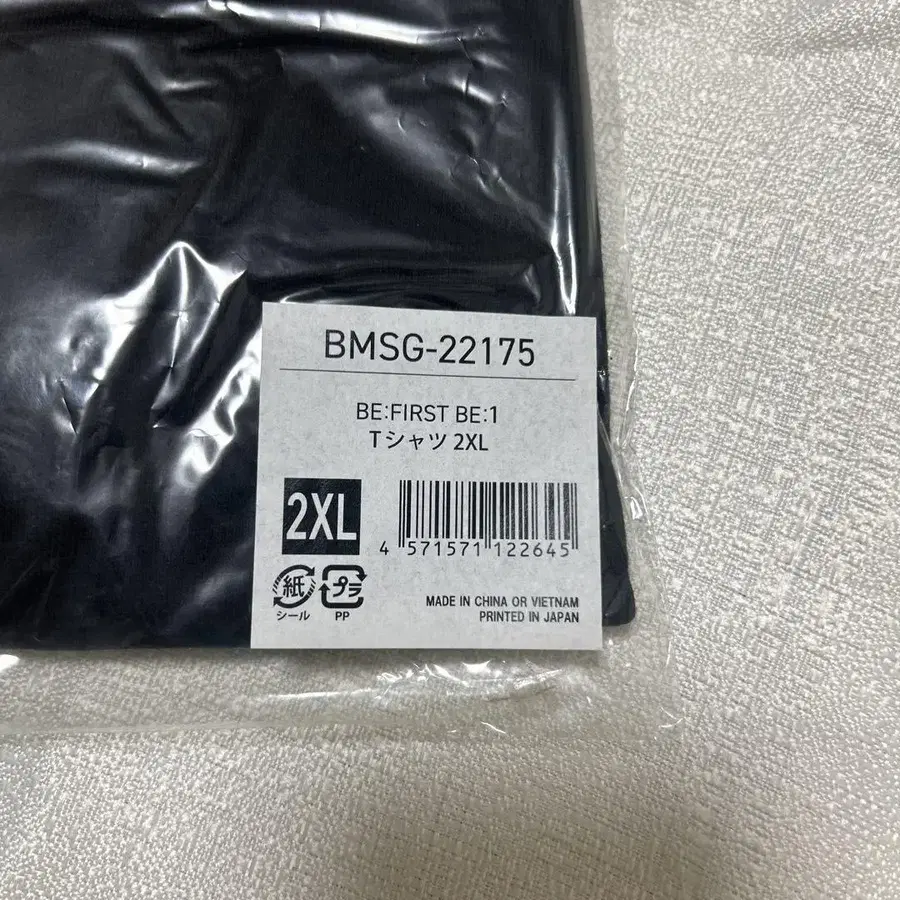 BMSG-22175
BE:FIRST BE:1
Tシャツ 2XL
2XL
4 571571 122645
紙 プラ
シール PP
MADE IN CHINA OR VIETNAM
PRINTED IN JAPAN